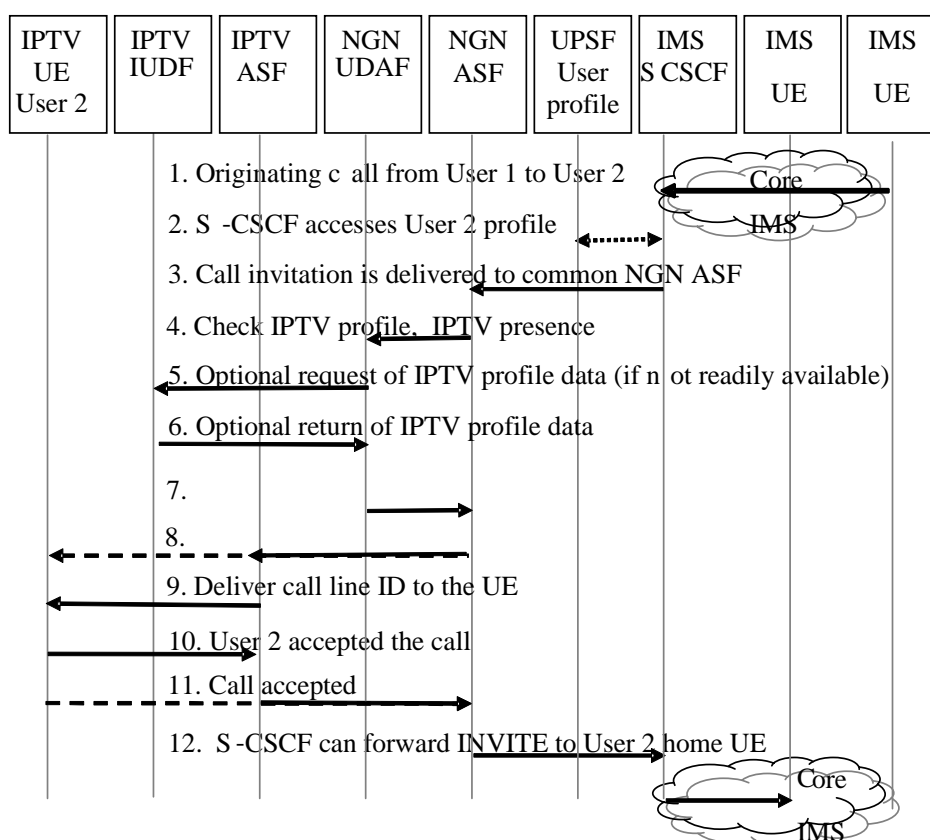 IPTV
UE
User 2
IPTV
IUDF
IPTV
ASF
NGN
UDAF
NGN
ASF
UPSF
User
profile
IMS
S CSCF
IMS
UE
IMS
UE
1. Originating c all from User 1 to User 2
Core
IMS
2. S -CSCF accesses User 2 profile
3. Call invitation is delivered to common NGN ASF
4. Check IPTV profile, IPTV presence
5. Optional request of IPTV profile data (if n ot readily available)
6. Optional return of IPTV profile data
7.
8.
9. Deliver call line ID to the UE
10. User 2 accepted the call
11. Call accepted
12. S -CSCF can forward INVITE to User 2 home UE
Core
IMS